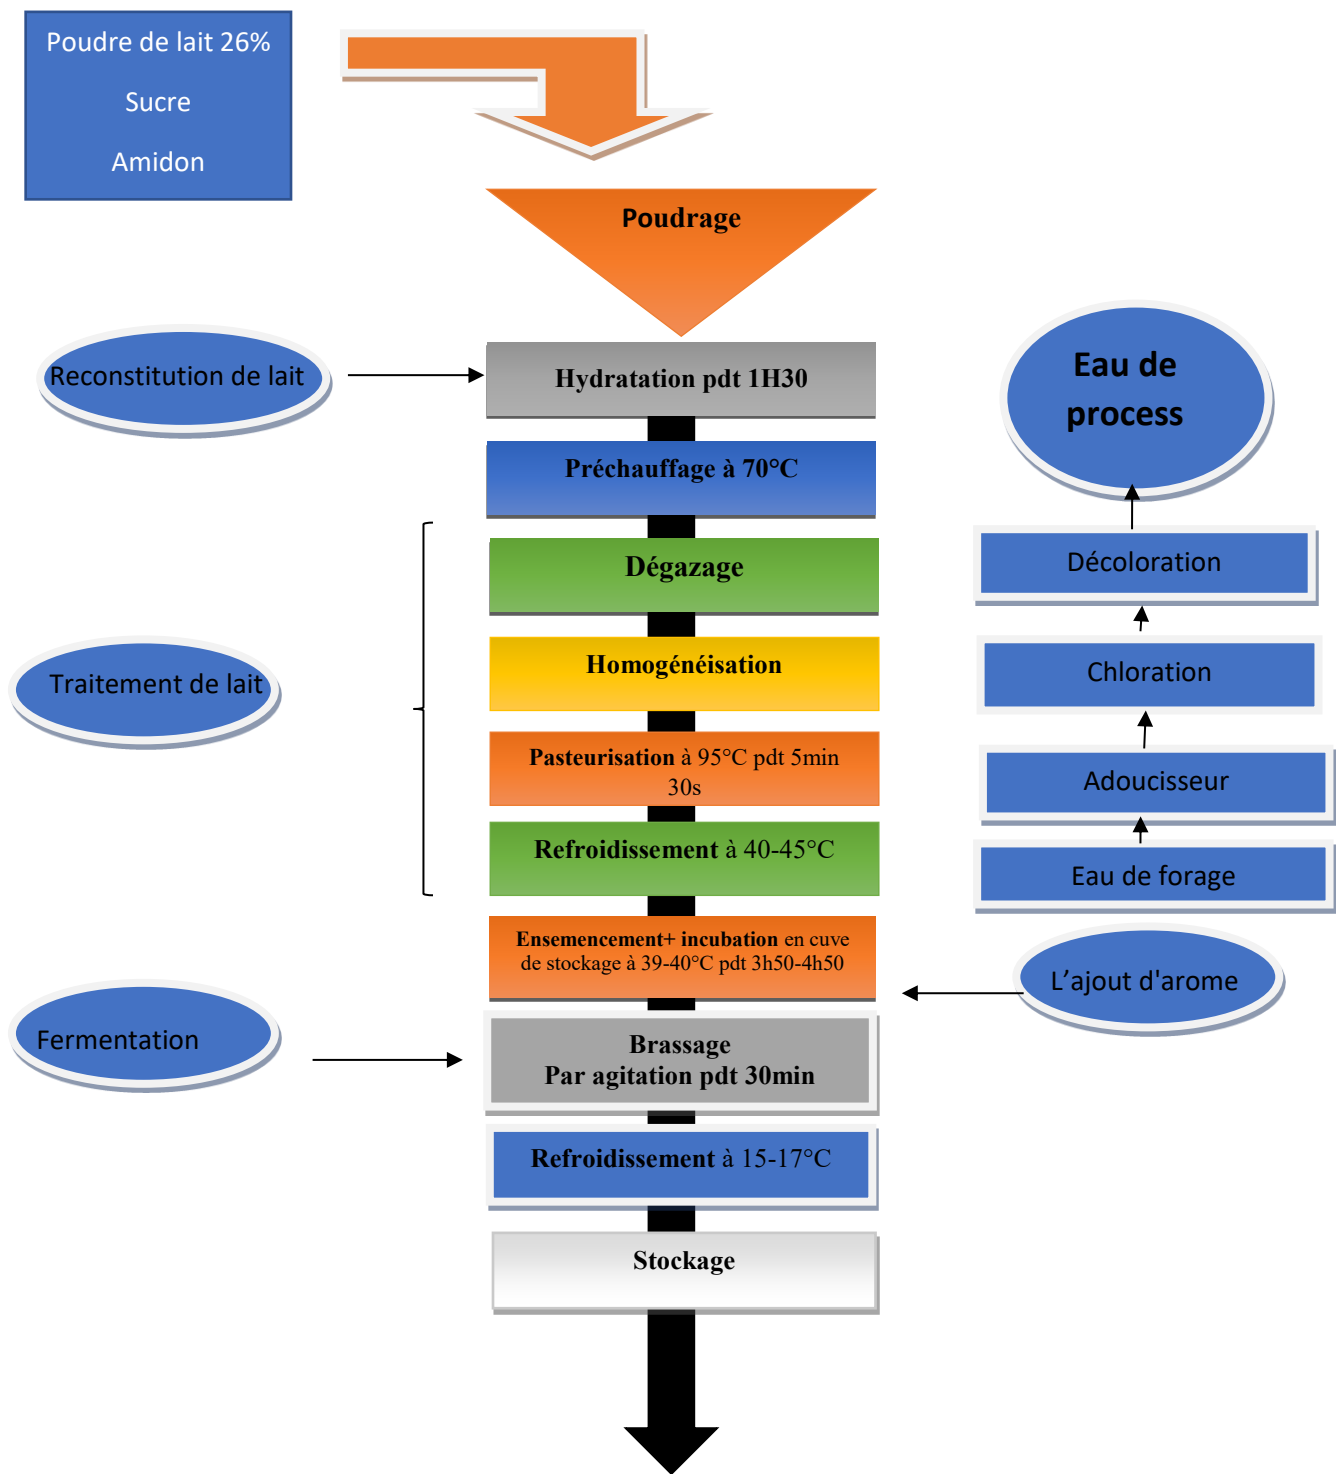 Poudre de lait 26%
Sucre
Amidon
Poudrage
Reconstitution de lait
Hydratation pdt 1H30
Eau de
process
Préchauffage à 70°C
Dégazage
Décoloration
Homogénéisation
Traitement de lait
Chloration
Pasteurisation à 95°C pdt 5min
30s
Adoucisseur
Refroidissement à 40-45°C
Eau de forage
Ensemencement+ incubation en cuve
de stockage à 39-40°C pdt 3h50-4h50
L’ajout d'arome
Fermentation
Brassage
Par agitation pdt 30min
Refroidissement à 15-17°C
Stockage